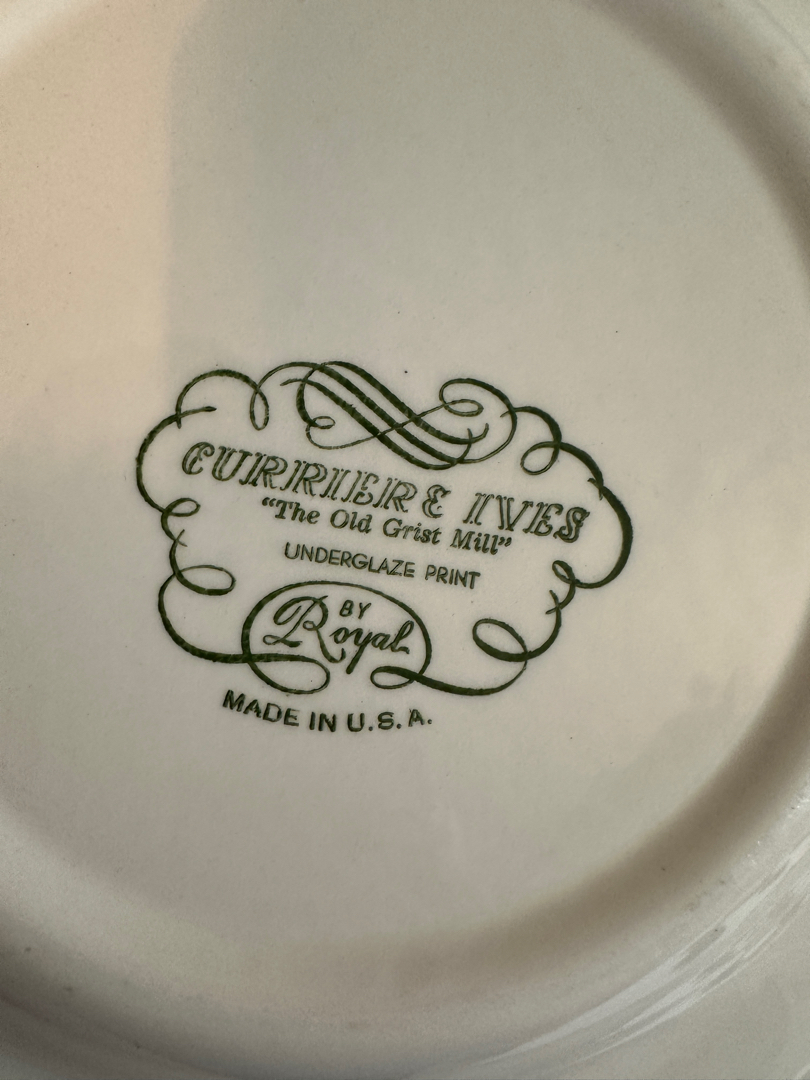 CURRIER & IVES
“The Old Grist Mill”
UNDERGLAZE PRINT
BY
Royal
MADE IN U.S.A.